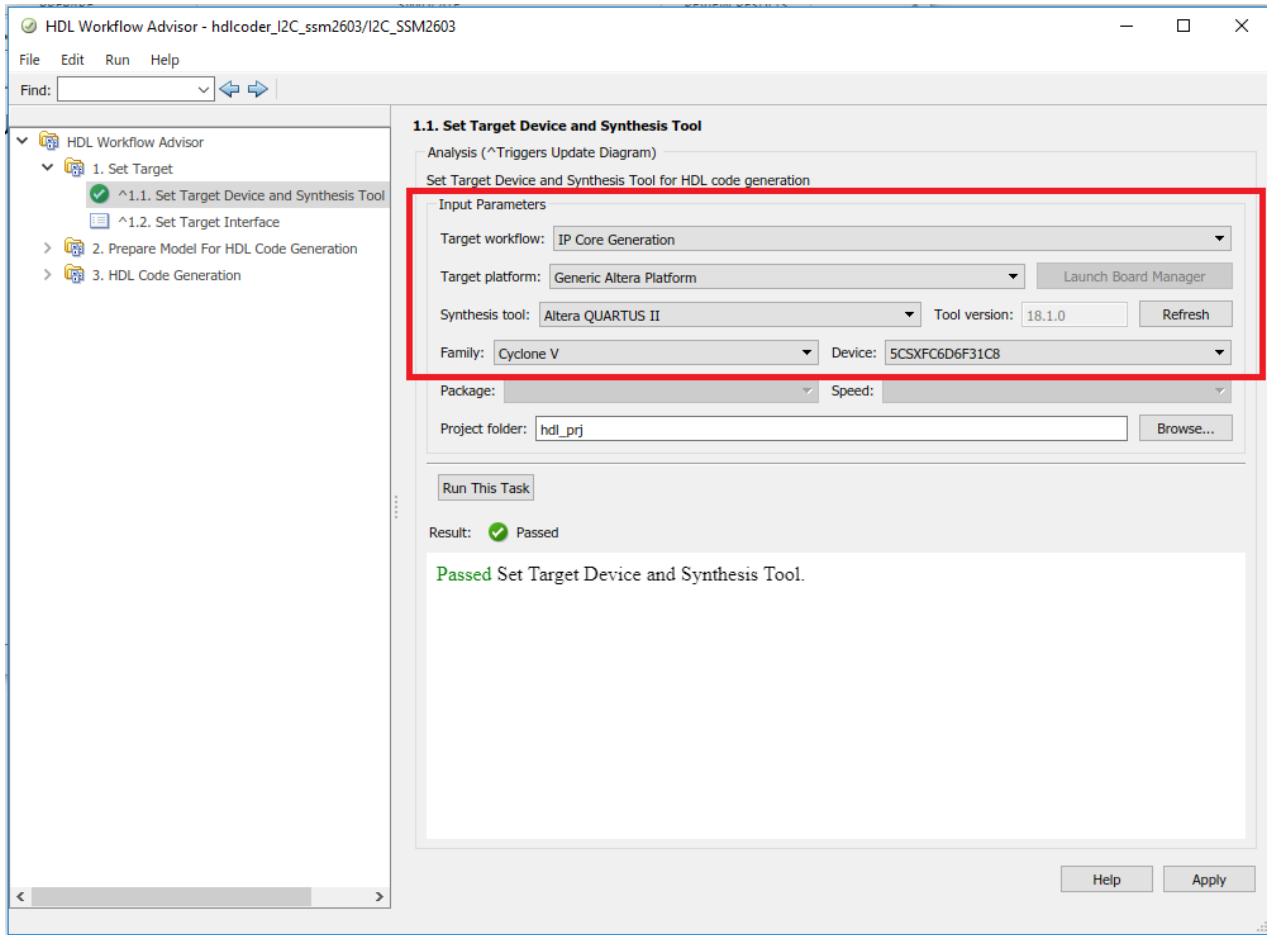 HDL Workflow Advisor - hdlcoder_I2C_ssm2603/I2C_SSM2603
File Edit Run Help
Find:
HDL Workflow Advisor
1. Set Target
^1.1. Set Target Device and Synthesis Tool
^1.2. Set Target Interface
2. Prepare Model For HDL Code Generation
3. HDL Code Generation
1.1. Set Target Device and Synthesis Tool
Analysis (^Triggers Update Diagram)
Set Target Device and Synthesis Tool for HDL code generation
Input Parameters
Target workflow: IP Core Generation
Target platform: Generic Altera Platform Launch Board Manager
Synthesis tool: Altera QUARTUS II Tool version: 18.1.0 Refresh
Family: Cyclone V Device: 5CSXFC6D6F31C8
Package: Speed:
Project folder: hdl_prj Browse...
Run This Task
Result: Passed
Passed Set Target Device and Synthesis Tool.
Help Apply